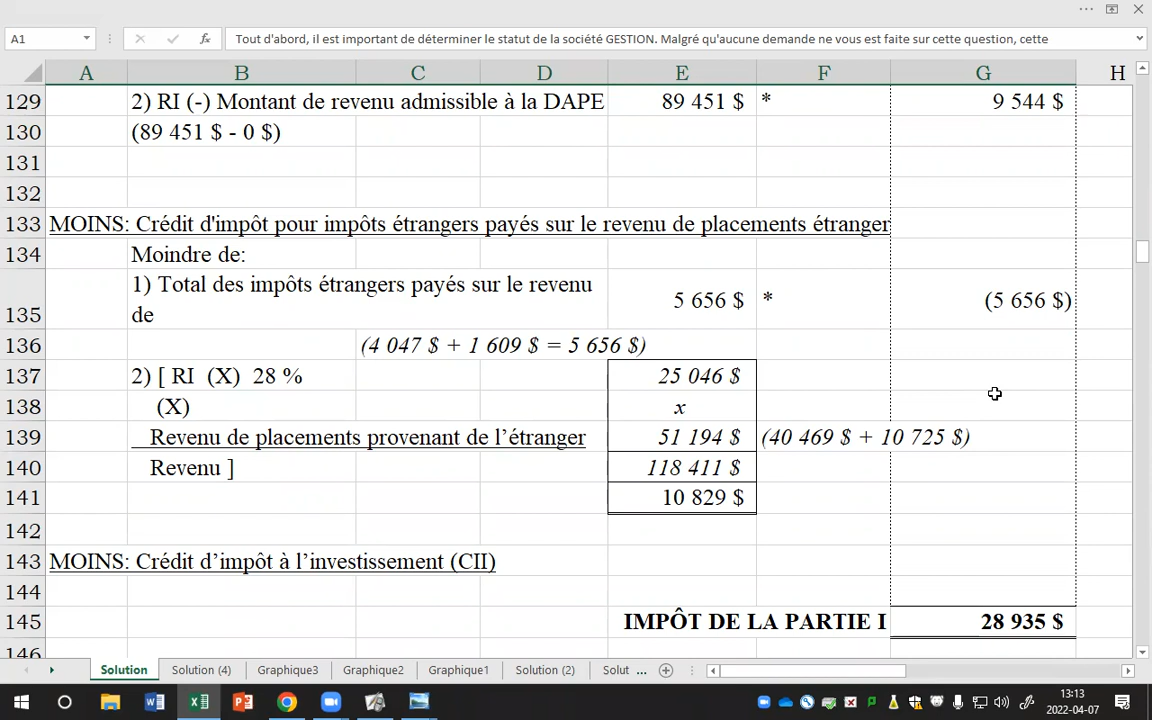 A1
Tout d'abord, il est important de déterminer le statut de la société GESTION. Malgré qu'aucune demande ne vous est faite sur cette question, cette
A B C D E F G H
129 2) RI (-) Montant de revenu admissible à la DAPE 89 451 $ * 9 544 $
130 (89 451 $ - 0 $)
131
132
133 MOINS: Crédit d'impôt pour impôts étrangers payés sur le revenu de placements étranger
134 Moindre de:
1) Total des impôts étrangers payés sur le revenu
135 de 5 656 $ * (5 656 $)
136 (4 047 $ + 1 609 $ = 5 656 $)
137 2) [ RI (X) 28 % 25 046 $
138 (X) x
139 Revenu de placements provenant de l’étranger 51 194 $ (40 469 $ + 10 725 $)
140 Revenu ] 118 411 $
141 10 829 $
142
143 MOINS: Crédit d’impôt à l’investissement (CII)
144
145 IMPÔT DE LA PARTIE I 28 935 $
146
Solution Solution (4) Graphique3 Graphique2 Graphique1 Solution (2) Solut ...
13:13
2022-04-07